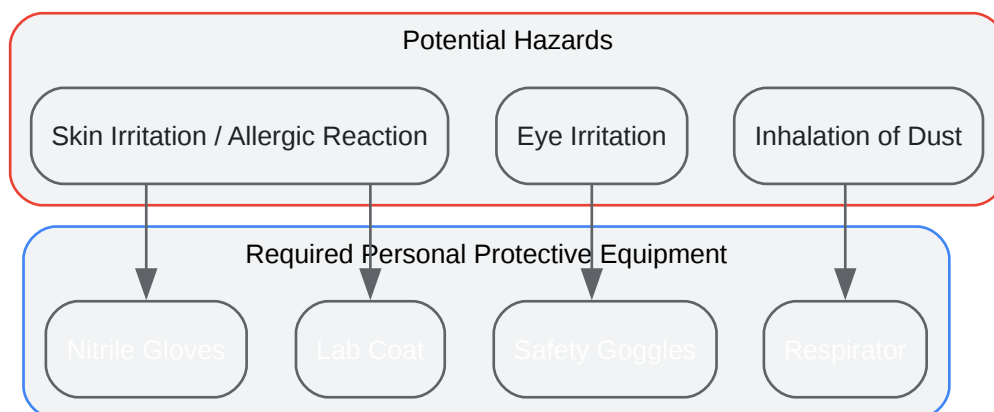 Potential Hazards
Skin Irritation / Allergic Reaction
Eye Irritation
Inhalation of Dust
Required Personal Protective Equipment
Nitrile Gloves
Lab Coat
Safety Goggles
Respirator